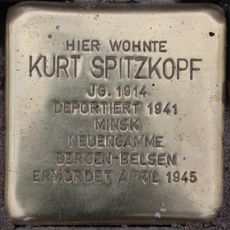 HIER WOHNTE
KURT SPITZKOPF
JG. 1914
DEPORTIERT 1941
MINSK
NEUENGAMME
BERGEN-BELSEN
ERMORDET APRIL 1945